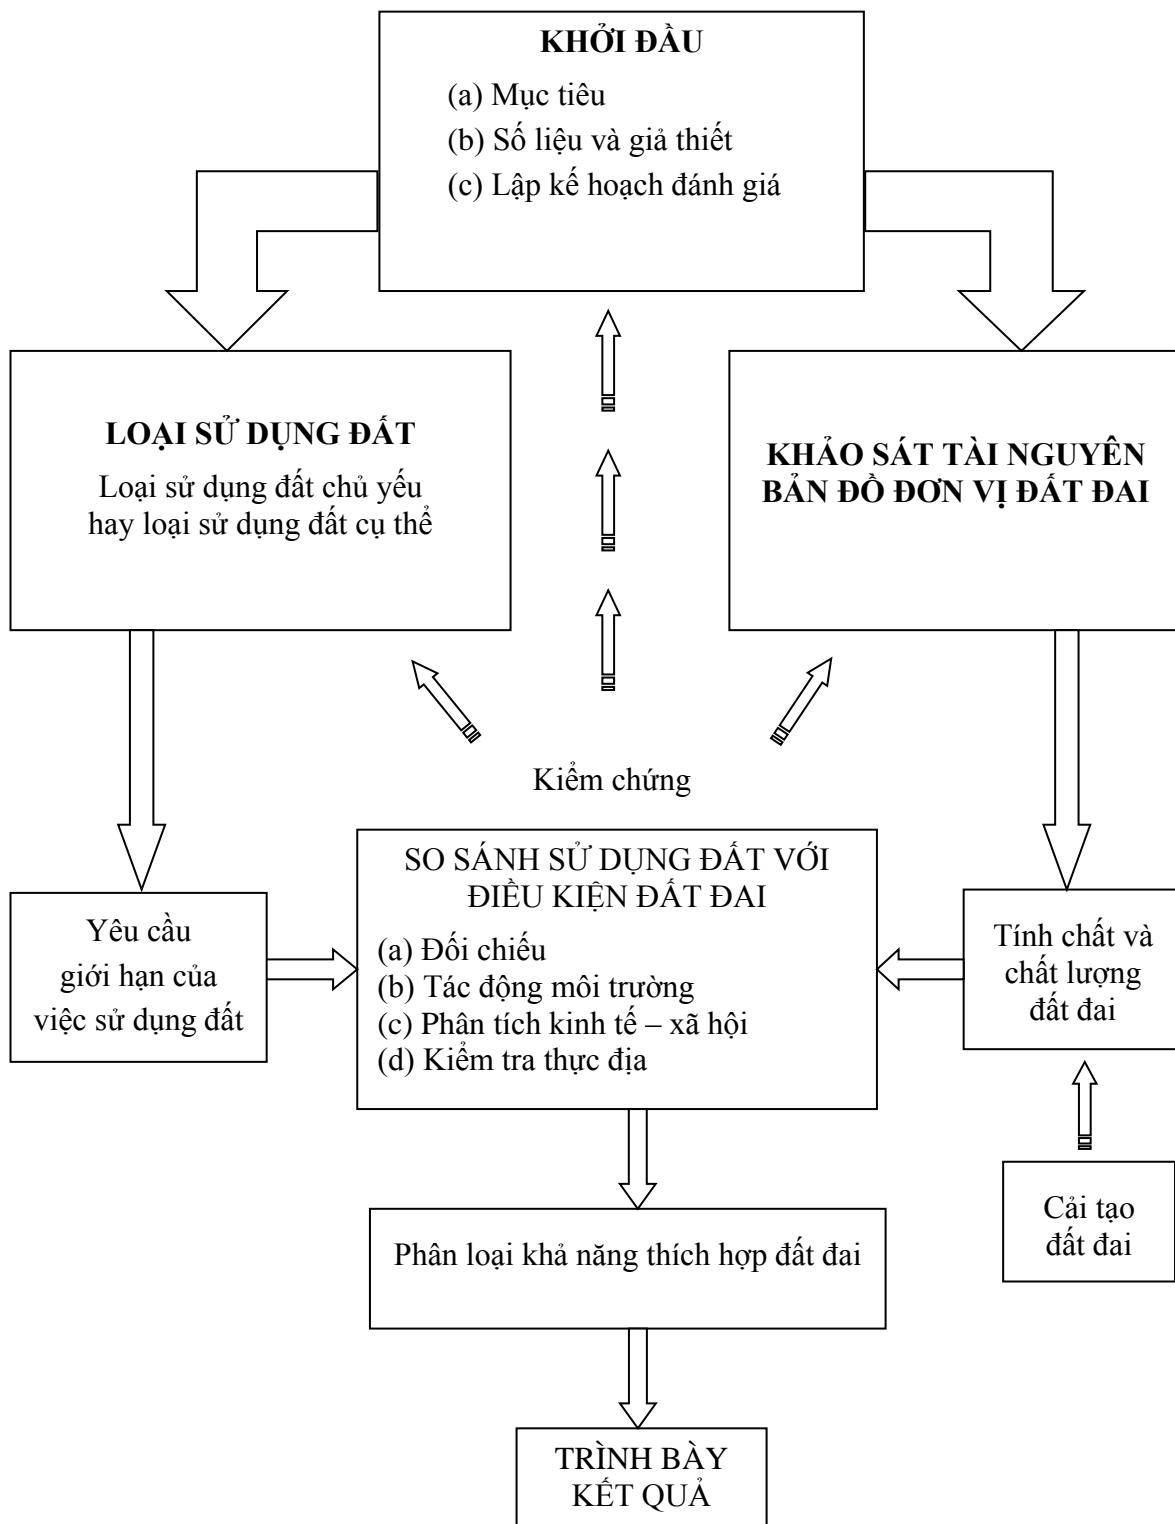 KHỞI ĐẦU
(a) Mục tiêu
(b) Số liệu và giả thiết
(c) Lập kế hoạch đánh giá
LOẠI SỬ DỤNG ĐẤT
Loại sử dụng đất chủ yếu
hay loại sử dụng đất cụ thể
KHẢO SÁT TÀI NGUYÊN
BẢN ĐỒ ĐƠN VỊ ĐẤT ĐAI
Kiểm chứng
Yêu cầu
giới hạn của
việc sử dụng đất
SO SÁNH SỬ DỤNG ĐẤT VỚI
ĐIỀU KIỆN ĐẤT ĐAI
(a) Đối chiếu
(b) Tác động môi trường
(c) Phân tích kinh tế – xã hội
(d) Kiểm tra thực địa
Tính chất và
chất lượng
đất đai
Cải tạo
đất đai
Phân loại khả năng thích hợp đất đai
TRÌNH BÀY
KẾT QUẢ